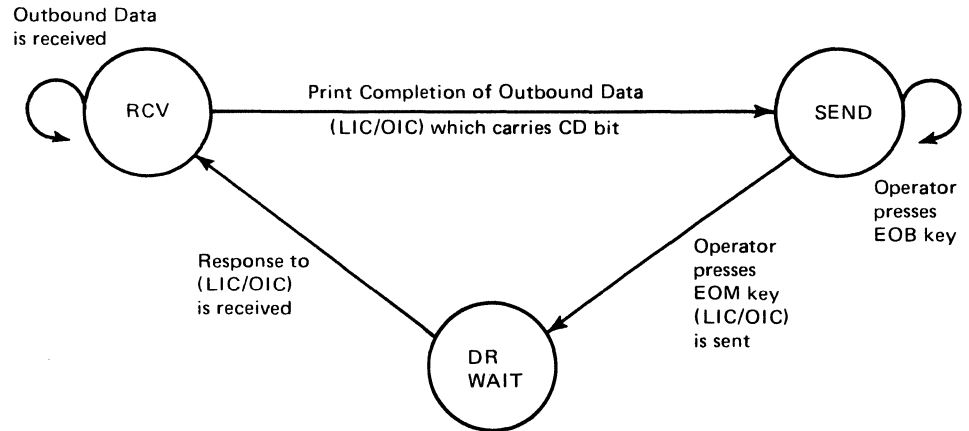 Outbound Data
is received
RCV
Print Completion of Outbound Data
(LIC/OIC) which carries CD bit
SEND
Operator
presses
EOB key
Response to
(LIC/OIC)
is received
Operator
presses
EOM key
(LIC/OIC)
is sent
DR
WAIT